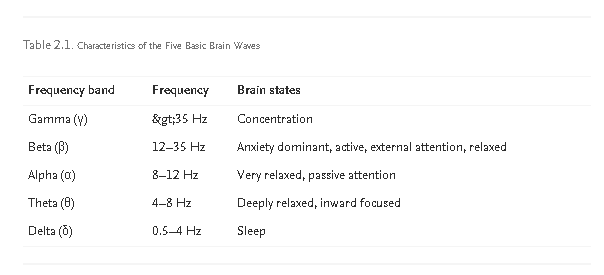 Table 2.1. Characteristics of the Five Basic Brain Waves
Frequency band Frequency Brain states
Gamma (γ) &gt;35 Hz Concentration
Beta (β) 12–35 Hz Anxiety dominant, active, external attention, relaxed
Alpha (α) 8–12 Hz Very relaxed, passive attention
Theta (θ) 4–8 Hz Deeply relaxed, inward focused
Delta (δ) 0.5–4 Hz Sleep